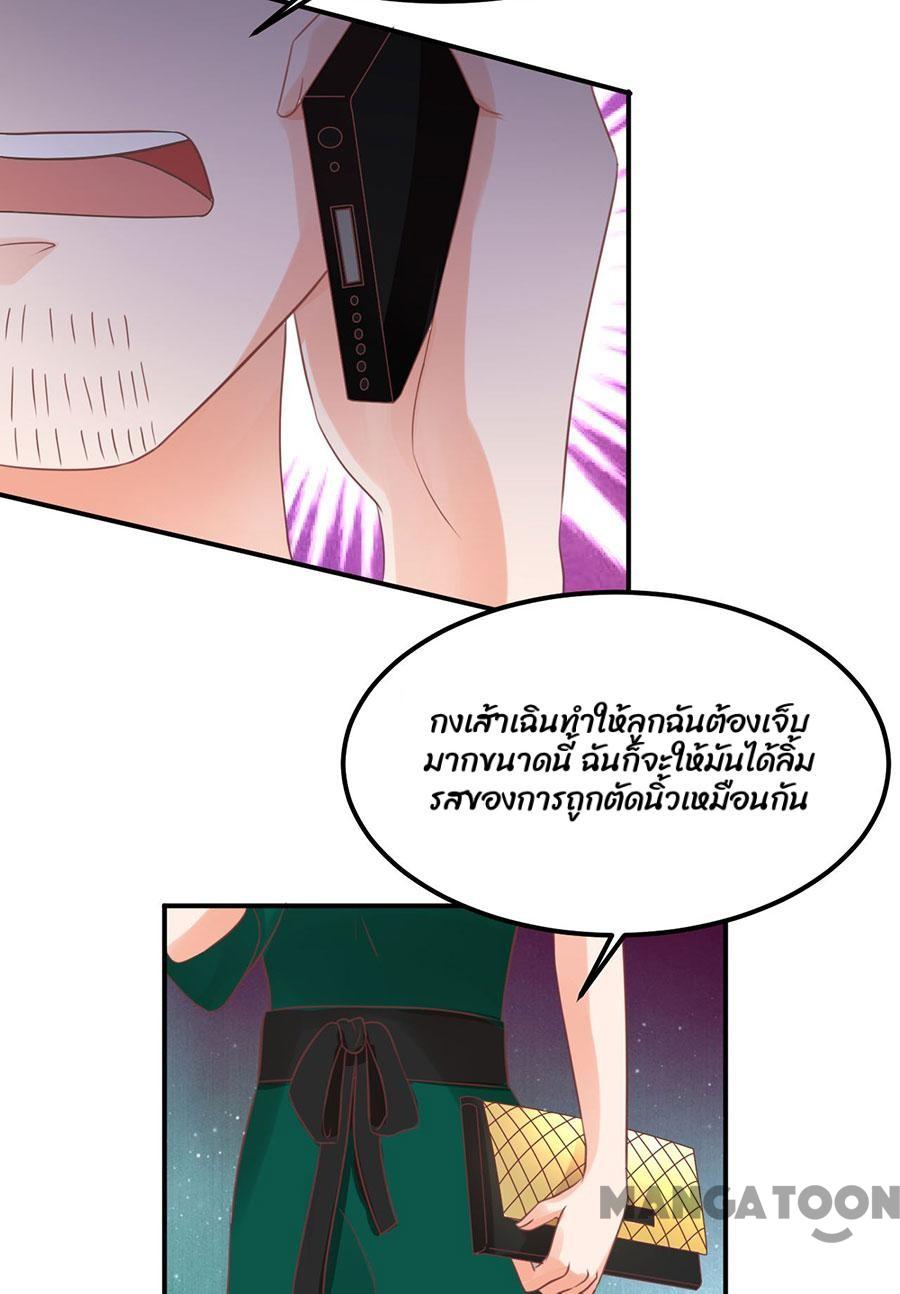 กงเส้าเฉินทำให้ลูกฉันต้องเจ็บ
มากขนาดนี้ ฉันก็จะให้มันได้ลิ้ม
รสของการถูกตัดนิ้วเหมือนกัน
MANGATOON